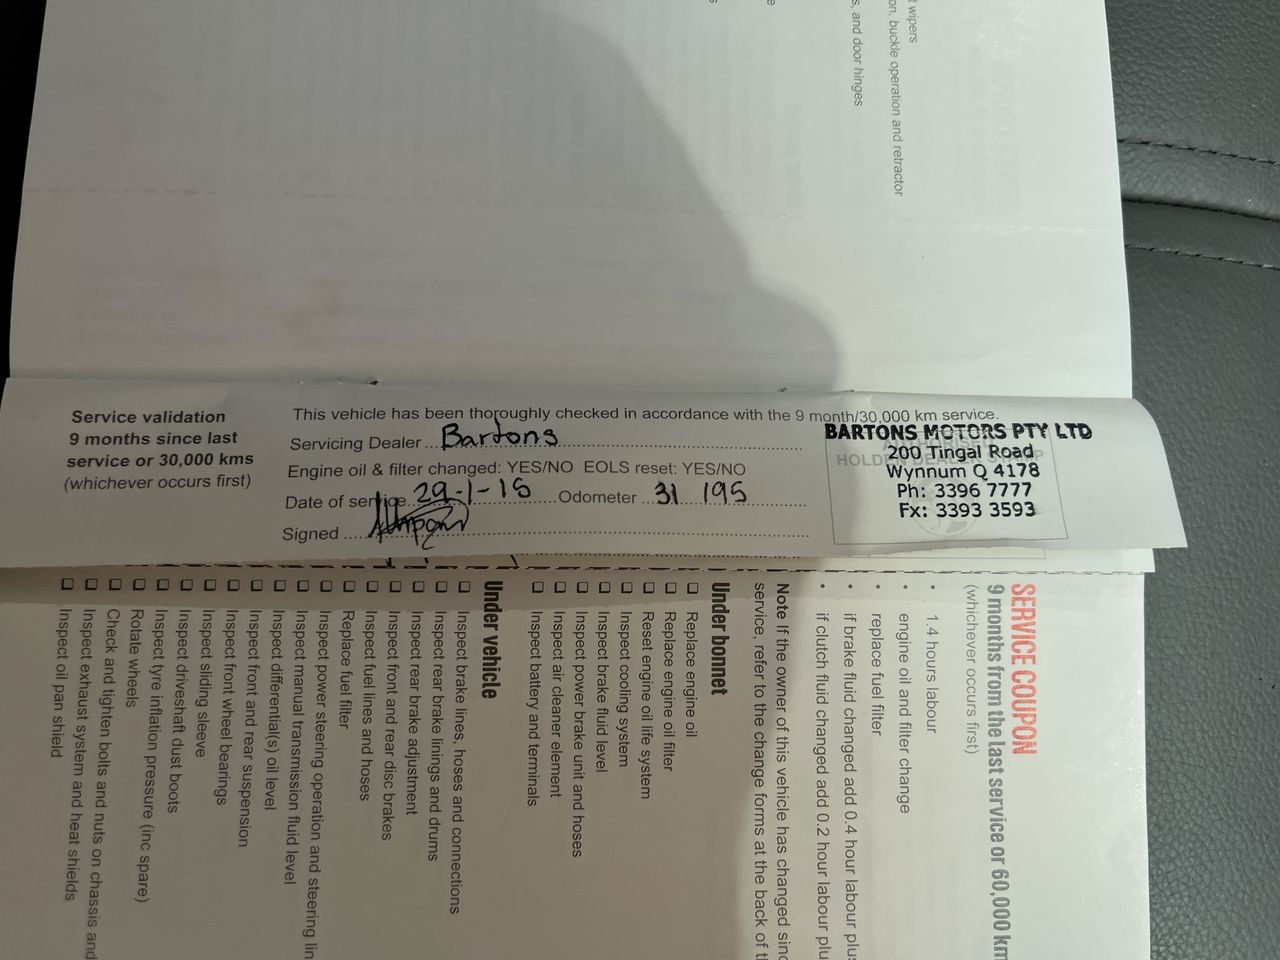 Service validation
9 months since last
service or 30,000 kms
(whichever occurs first)
This vehicle has been thoroughly checked in accordance with the 9 month/30,000 km service.
Servicing Dealer Bartons
Engine oil & filter changed: YES/NO EOLS reset: YES/NO
Date of service 29-1-15 Odometer 31 195
Signed
BARTONS MOTORS PTY LTD
HOLDEN DEALER STAMP
200 Tingal Road
Wynnum Q 4178
Ph: 3396 7777
Fx: 3393 3593
wipers
on, buckle operation and retractor
s, and door hinges
SERVICE COUPON
9 months from the last service or 60,000 km
(whichever occurs first)
• 1.4 hours labour
• engine oil and filter change
• replace fuel filter
• if brake fluid changed add 0.4 hour labour plus
• if clutch fluid changed add 0.2 hour labour plu
Note If the owner of this vehicle has changed sinc
service, refer to the change forms at the back of th
Under bonnet
❑ Replace engine oil
❑ Replace engine oil filter
❑ Reset engine oil life system
❑ Inspect cooling system
❑ Inspect brake fluid level
❑ Inspect power brake unit and hoses
❑ Inspect air cleaner element
❑ Inspect battery and terminals
Under vehicle
❑ Inspect brake lines, hoses and connections
❑ Inspect rear brake linings and drums
❑ Inspect rear brake adjustment
❑ Inspect front and rear disc brakes
❑ Inspect fuel lines and hoses
❑ Replace fuel filter
❑ Inspect power steering operation and steering lin
❑ Inspect manual transmission fluid level
❑ Inspect differential(s) oil level
❑ Inspect front and rear suspension
❑ Inspect front wheel bearings
❑ Inspect sliding sleeve
❑ Inspect driveshaft dust boots
❑ Inspect tyre inflation pressure (inc spare)
❑ Rotate wheels
❑ Check and tighten bolts and nuts on chassis and
❑ Inspect exhaust system and heat shields
❑ Inspect oil pan shield